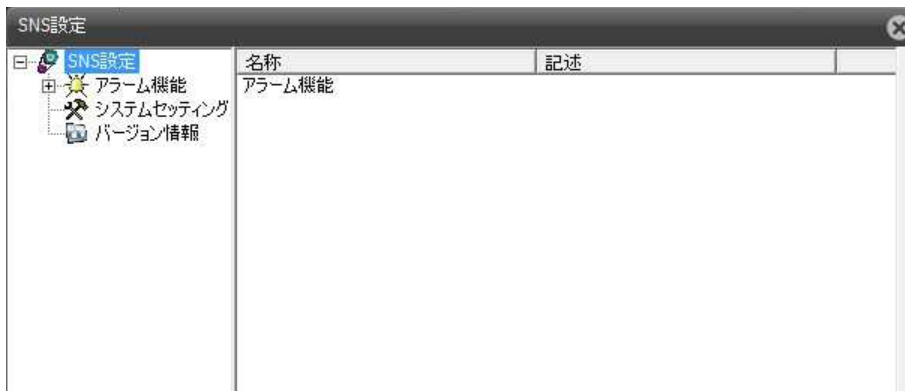 SNS設定
SNS設定
アラーム機能
システムセッティング
バージョン情報
名称 記述
アラーム機能